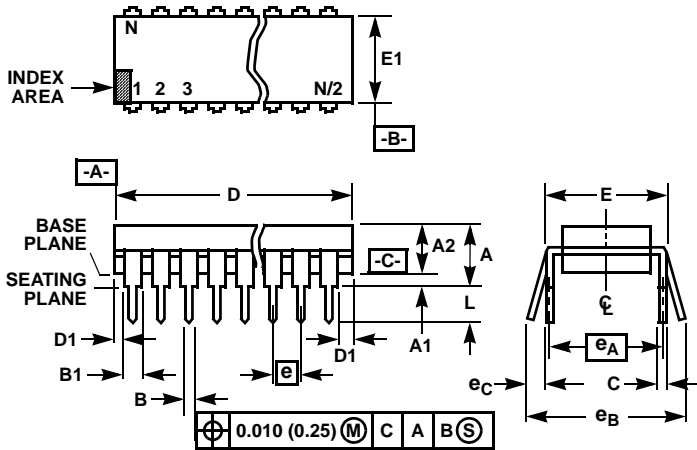 N
INDEX
AREA
1 2 3 N/2
E1
-B-
-A-
D
E
BASE
PLANE
A2 A
-C-
SEATING
PLANE
L
C L
D1
A1
D1
e
eA
B1
B
eC
C
eB
0.010 (0.25) M C A B S